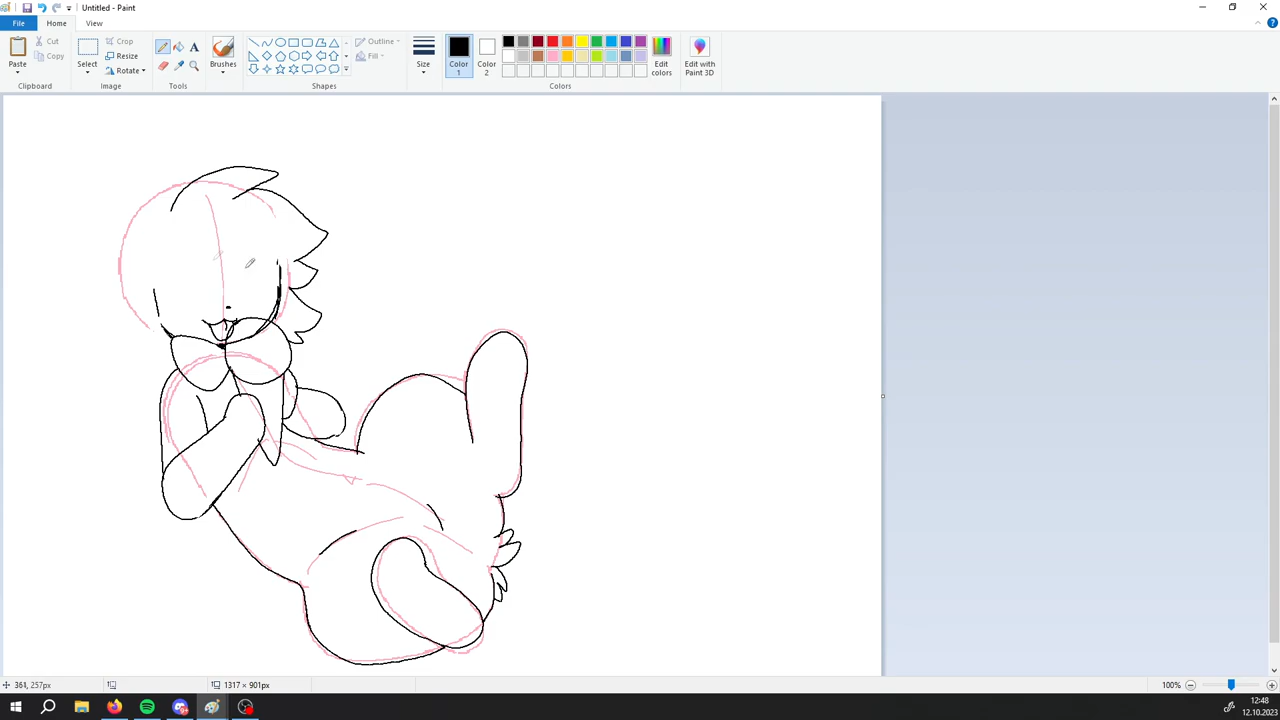 Untitled - Paint
File
Home
View
Paste
Cut
Copy
Clipboard
Select
Crop
Resize
Rotate
Image
A
Tools
Brushes
Outline
Fill
Shapes
Size
Color 1
Color 2
Edit colors
Colors
Edit with Paint 3D
361, 257px
1317 × 901px
100%
12:48
12.10.2023